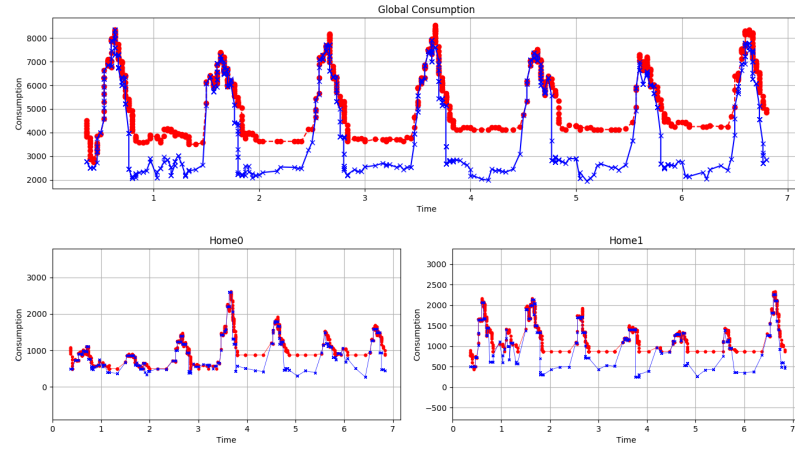 Global Consumption
8000
7000
6000
5000
4000
3000
2000
Consumption
1 2 3 4 5 6 7
Time
Home0
3000
2000
1000
0
Consumption
0 1 2 3 4 5 6 7
Time
Home1
3000
2500
2000
1500
1000
500
0
−500
Consumption
0 1 2 3 4 5 6 7
Time